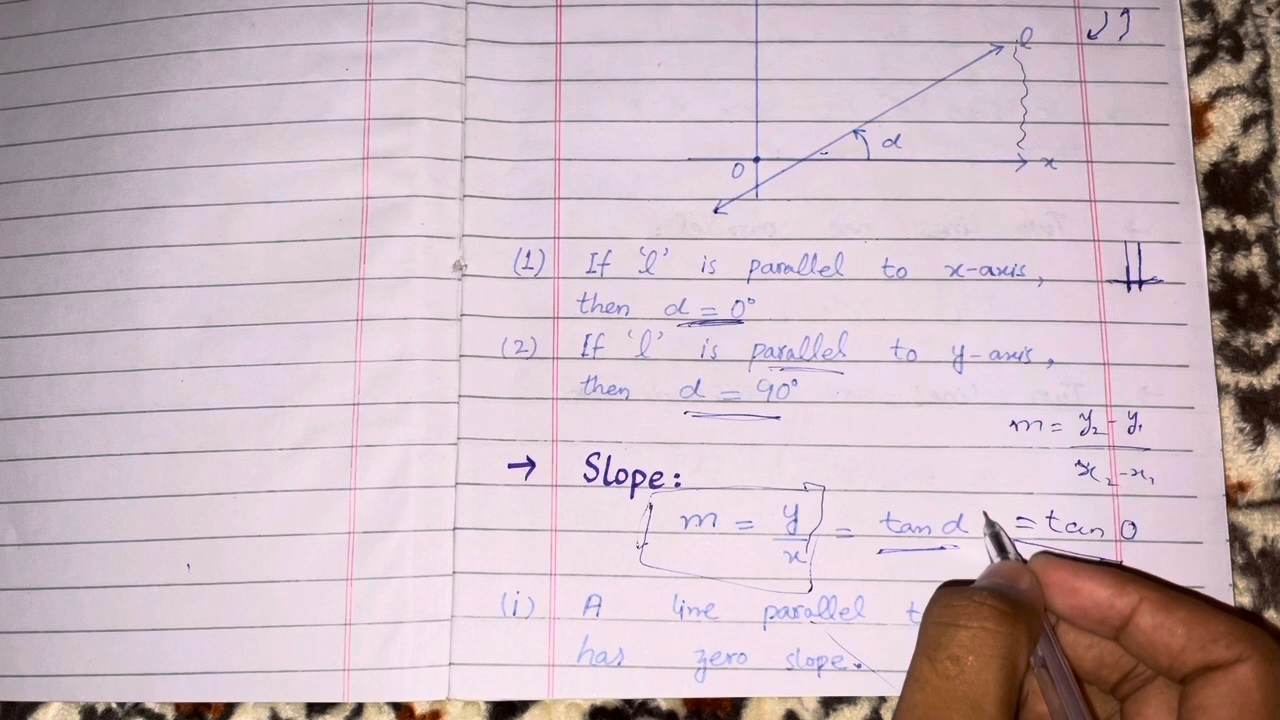 l
α
O
x
(1) If 'l' is parallel to x-axis,
then α = 0°
(2) If 'l' is parallel to y-axis,
then α = 90°
m = y₂ - y₁
x₂ - x₁
→ Slope:
m = y/x = tan α = tan 0
(i) A line parallel
has zero slope.